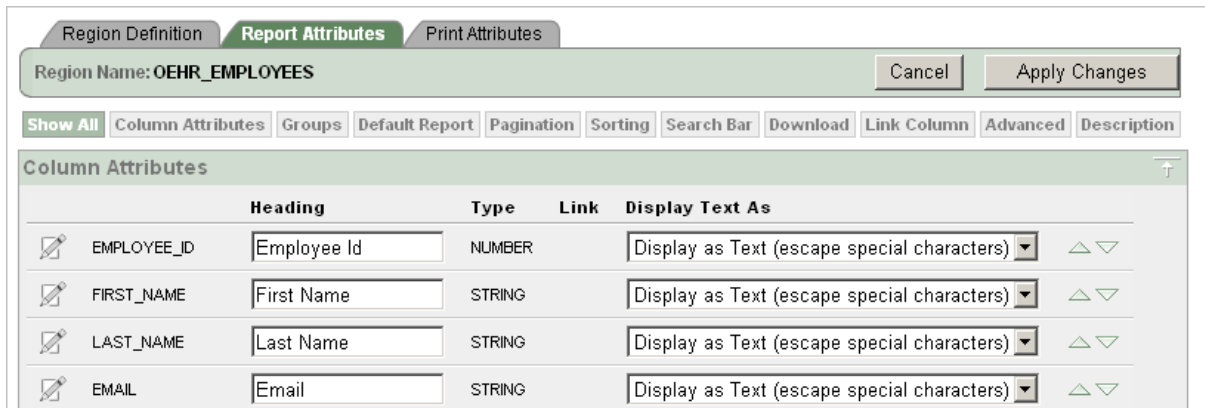 Region Definition Report Attributes Print Attributes
Region Name: OEHR_EMPLOYEES Cancel Apply Changes
Show All Column Attributes Groups Default Report Pagination Sorting Search Bar Download Link Column Advanced Description
Column Attributes
Heading Type Link Display Text As
EMPLOYEE_ID Employee Id NUMBER Display as Text (escape special characters)
FIRST_NAME First Name STRING Display as Text (escape special characters)
LAST_NAME Last Name STRING Display as Text (escape special characters)
EMAIL Email STRING Display as Text (escape special characters)